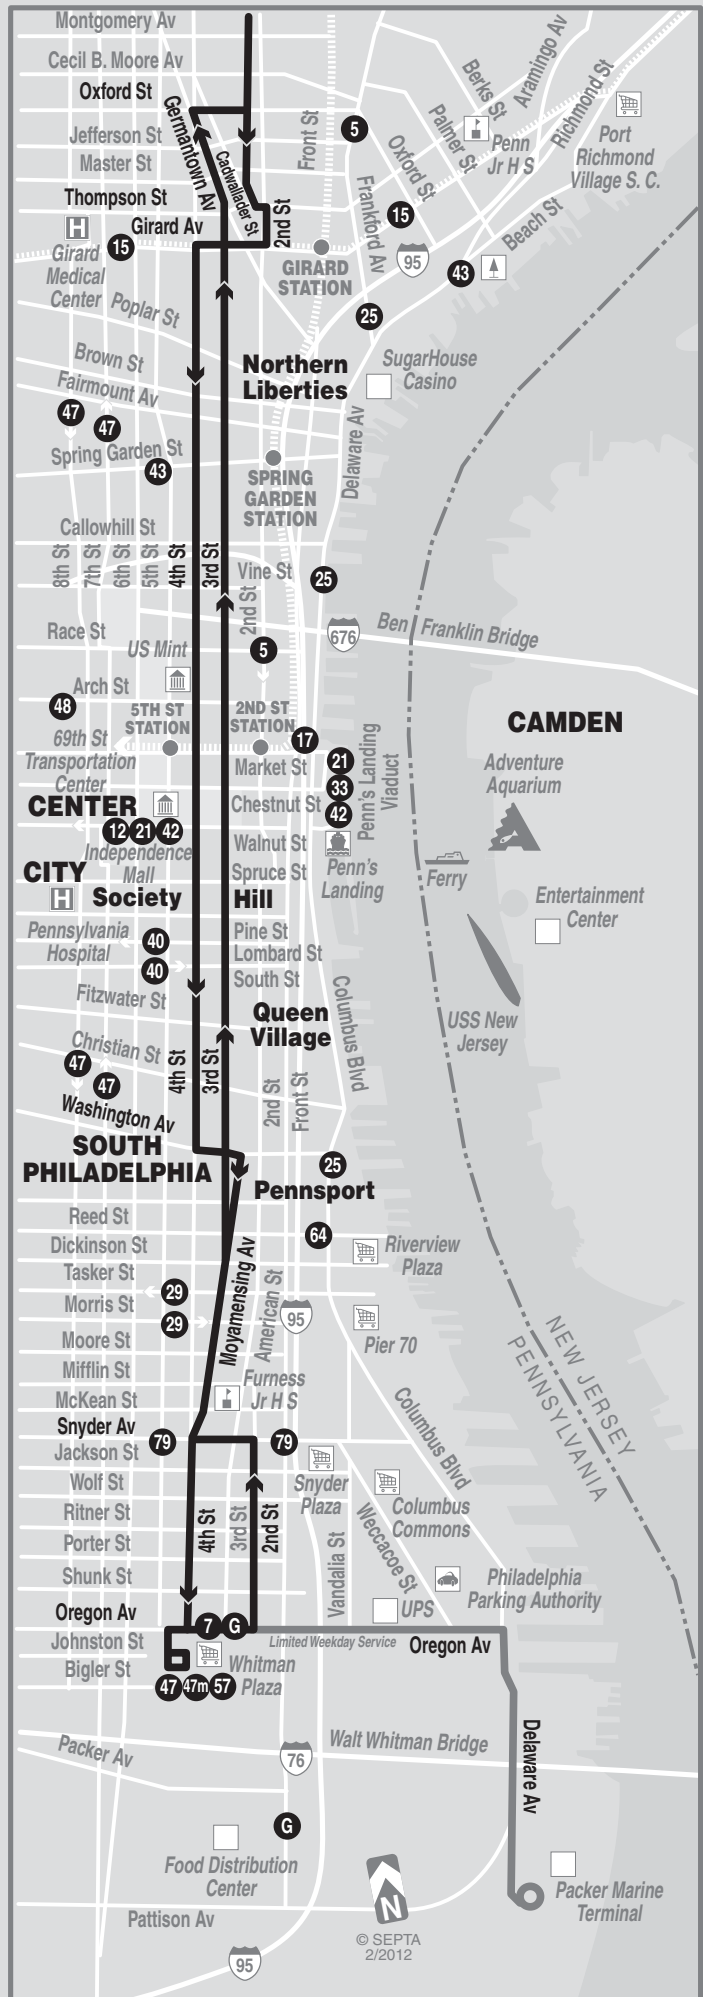 Montgomery Av
Cecil B. Moore Av
Oxford St
Germantown Av
Cadwallader St
Front St
5
Berks St
Aramingo Av
Richmond St
Palmer St
Penn
Jr H S
Port
Richmond
Village S. C.
Jefferson St
Master St
Oxford St
Frankford Av
Thompson St
Girard Av
2nd St
15
H
15
Girard
Medical
Center
GIRARD
STATION
95
Beach St
43
25
Poplar St
Brown St
Fairmount Av
Northern
Liberties
SugarHouse
Casino
47
47
Spring Garden St
43
Delaware Av
SPRING
GARDEN
STATION
Callowhill St
8th St
7th St
6th St
5th St
4th St
3rd St
Vine St
2nd St
25
Race St
US Mint
5
676
Ben Franklin Bridge
Arch St
48
5TH ST
STATION
2ND ST
STATION
17
CAMDEN
69th St
Transportation
Center
Market St
21
33
42
Penn's Landing
Viaduct
Adventure
Aquarium
CENTER
Chestnut St
12
21
42
Independence
Mall
Walnut St
Penn's
Landing
CITY
Spruce St
Ferry
H
Society
Hill
Entertainment
Center
Pennsylvania
Hospital
40
40
Pine St
Lombard St
South St
Fitzwater St
Queen
Village
Columbus Blvd
USS New
Jersey
Christian St
47
47
4th St
3rd St
2nd St
Front St
Washington Av
SOUTH
PHILADELPHIA
25
Pennsport
Reed St
64
Dickinson St
Riverview
Plaza
Tasker St
Moyamensing Av
American St
29
Morris St
29
95
Pier 70
Moore St
Mifflin St
NEW JERSEY
PENNSYLVANIA
McKean St
Furness
Jr H S
Snyder Av
79
79
Columbus Blvd
Jackson St
Wolf St
Snyder
Plaza
Columbus
Commons
Ritner St
4th St
3rd St
2nd St
Weccacoe St
Porter St
Vandalia St
Shunk St
Philadelphia
Parking Authority
Oregon Av
7
G
UPS
Johnston St
Limited Weekday Service
Oregon Av
Bigler St
Whitman
Plaza
47
47m
57
Packer Av
76
Walt Whitman Bridge
Delaware Av
G
Food Distribution
Center
Packer Marine
Terminal
N
Pattison Av
© SEPTA
2/2012
95